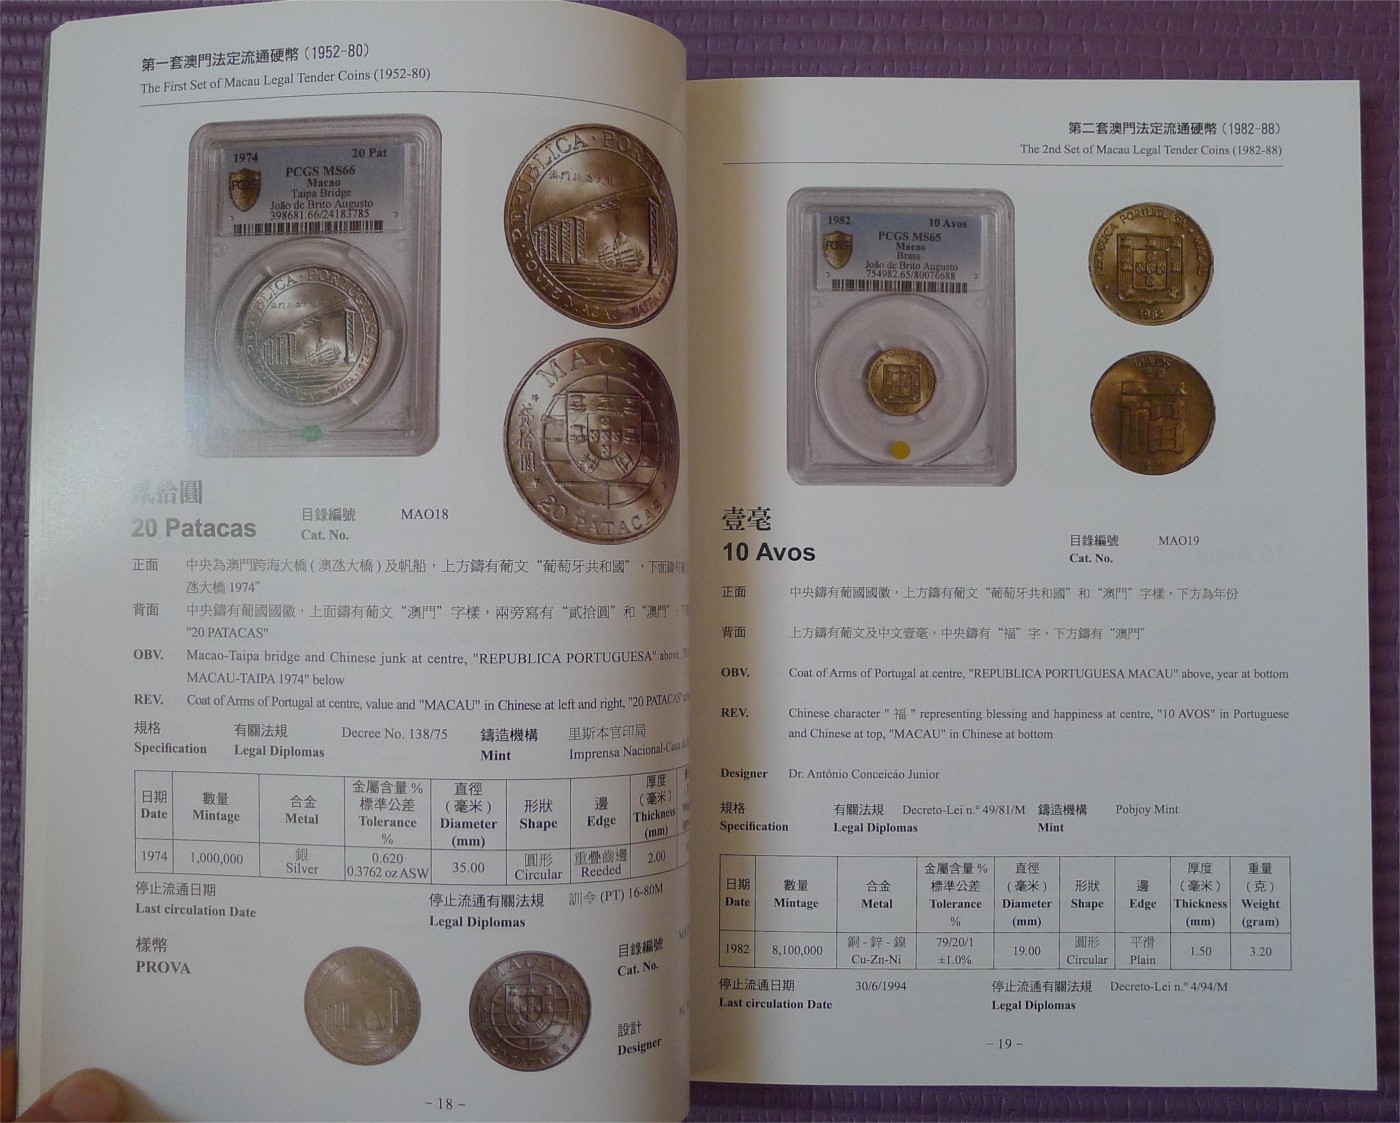 第一套澳門法定流通硬幣 (1952-80)
The First Set of Macau Legal Tender Coins (1952-80)
1974 20 Pat
PCGS MS66
Macao
Taipa Bridge
João de Brito Augusto
398681.66/24183785
PCGS
REPUBLICA · PORTUGUESA
澳門跨海大橋
MACAU
貳拾圓
20 PATACAS
貳拾圓
20 Patacas
目錄編號 MAO18
Cat. No.
正面 中央為澳門跨海大橋 ( 澳氹大橋 ) 及帆船，上方鑄有葡文 “葡萄牙共和國”，下面鑄有
氹大橋 1974”
背面 中央鑄有葡國國徽，上面鑄有葡文 “澳門” 字樣，兩旁寫有 “貳拾圓” 和 “澳門”，
"20 PATACAS"
OBV. Macao-Taipa bridge and Chinese junk at centre, "REPUBLICA PORTUGUESA" above,
MACAU-TAIPA 1974" below
REV. Coat of Arms of Portugal at centre, value and "MACAU" in Chinese at left and right, "20 PATACAS"
規格 有關法規 Decree No. 138/75 鑄造機構 里斯本官印局
Specification Legal Diplomas Mint Imprensa Nacional-Casa
日期 數量 合金 金屬含量 % 直徑 形狀 邊 厚度
標準公差 （毫米） （毫米）
Date Mintage Metal Tolerance Diameter Shape Edge Thickness
% (mm) (mm)
1974 1,000,000 銀 0.620 35.00 圓形 重疊齒邊 2.00
Silver 0.3762 oz ASW Circular Reeded
停止流通日期 停止流通有關法規 訓令 (PT) 16-80M
Last circulation Date Legal Diplomas
樣幣
PROVA
目錄編號
Cat. No.
設計
Designer
– 18 –
第二套澳門法定流通硬幣 (1982-88)
The 2nd Set of Macau Legal Tender Coins (1982-88)
1982 10 Avos
PCGS MS65
Macao
Brass
João de Brito Augusto
754982.65/80076688
PCGS
REPUBLICA PORTUGUESA · MACAU
1982
10 AVOS
福
壹毫
10 Avos
目錄編號 MAO19
Cat. No.
正面 中央鑄有葡國國徽，上方鑄有葡文 “葡萄牙共和國” 和 “澳門” 字樣，下方為年份
背面 上方鑄有葡文及中文壹毫，中央鑄有 “福” 字，下方鑄有 “澳門”
OBV. Coat of Arms of Portugal at centre, "REPUBLICA PORTUGUESA MACAU" above, year at bottom
REV. Chinese character " 福 " representing blessing and happiness at centre, "10 AVOS" in Portuguese
and Chinese at top, "MACAU" in Chinese at bottom
Designer Dr. António Conceicáo Junior
規格 有關法規 Decreto-Lei n.º 49/81/M 鑄造機構 Pobjoy Mint
Specification Legal Diplomas Mint
日期 數量 合金 金屬含量 % 直徑 形狀 邊 厚度 重量
標準公差 （毫米） （毫米） （克）
Date Mintage Metal Tolerance Diameter Shape Edge Thickness Weight
% (mm) (mm) (gram)
1982 8,100,000 銅 - 鋅 - 鎳 79/20/1 19.00 圓形 平滑 1.50 3.20
Cu-Zn-Ni ±1.0% Circular Plain
停止流通日期 30/6/1994 停止流通有關法規 Decreto-Lei n.º 4/94/M
Last circulation Date Legal Diplomas
– 19 –